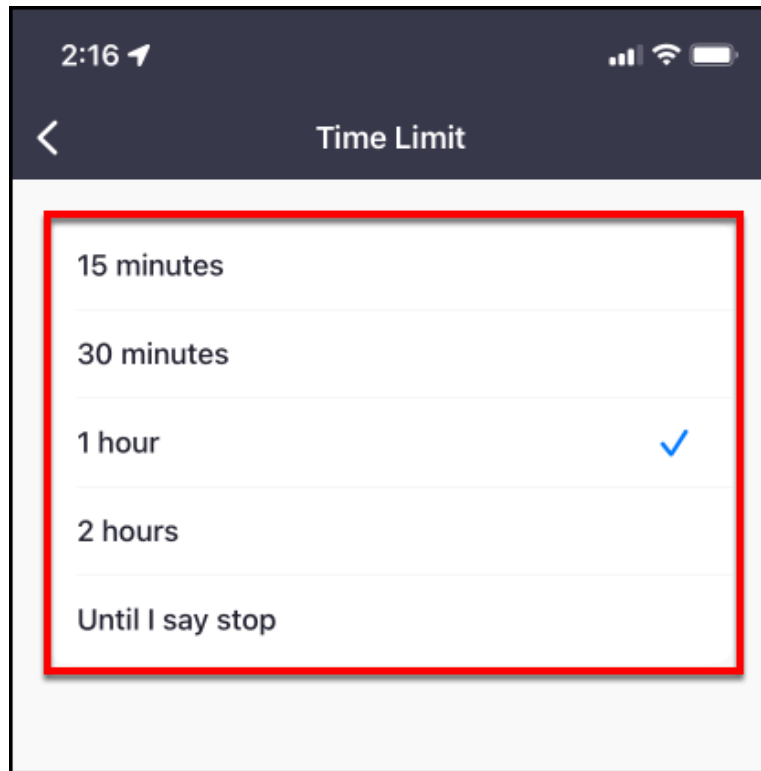 2:16
Time Limit
15 minutes
30 minutes
1 hour
2 hours
Until I say stop